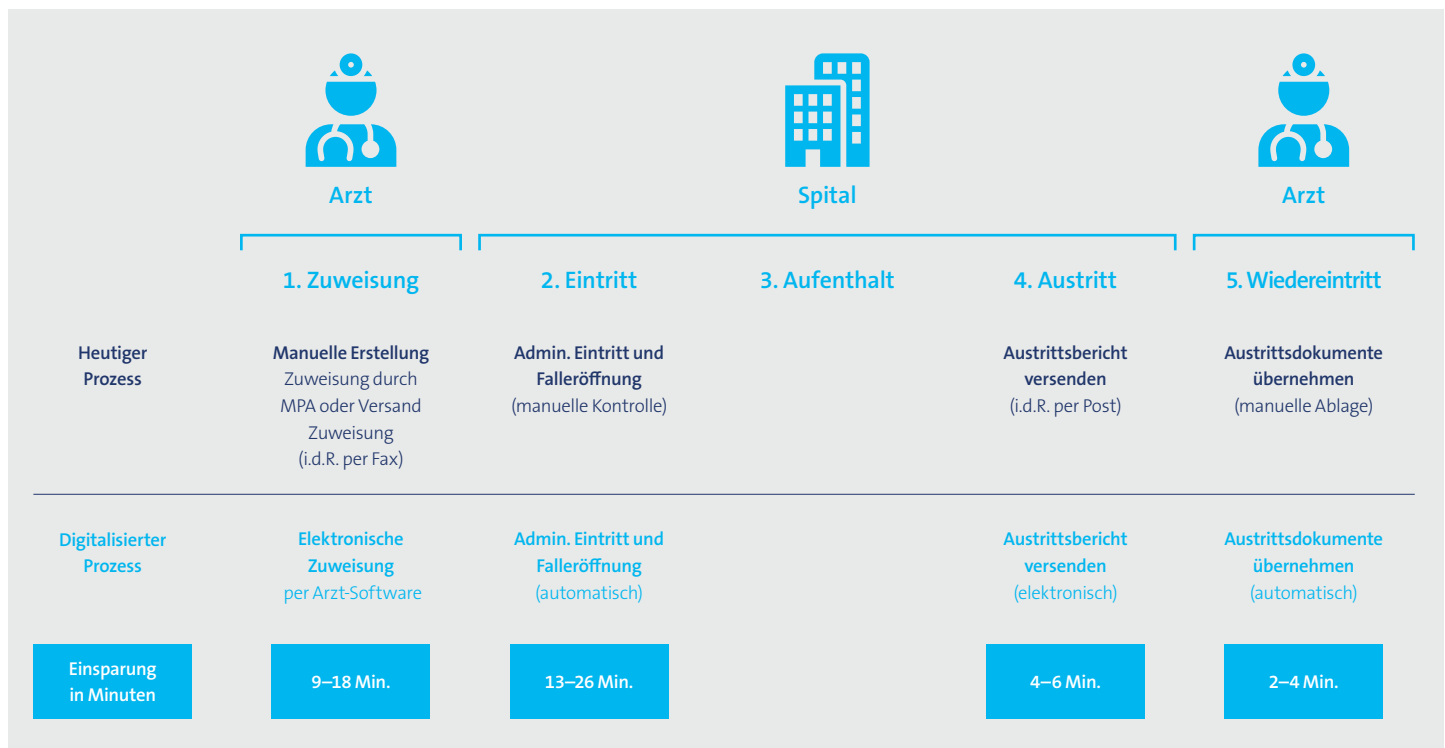 Arzt
Spital
Arzt
1. Zuweisung
2. Eintritt
3. Aufenthalt
4. Austritt
5. Wiedereintritt
Heutiger
Prozess
Manuelle Erstellung
Zuweisung durch
MPA oder Versand
Zuweisung
(i.d.R. per Fax)
Admin. Eintritt und
Falleröffnung
(manuelle Kontrolle)
Austrittsbericht
versenden
(i.d.R. per Post)
Austrittsdokumente
übernehmen
(manuelle Ablage)
Digitalisierter
Prozess
Elektronische
Zuweisung
per Arzt-Software
Admin. Eintritt und
Falleröffnung
(automatisch)
Austrittsbericht
versenden
(elektronisch)
Austrittsdokumente
übernehmen
(automatisch)
Einsparung
in Minuten
9–18 Min.
13–26 Min.
4–6 Min.
2–4 Min.